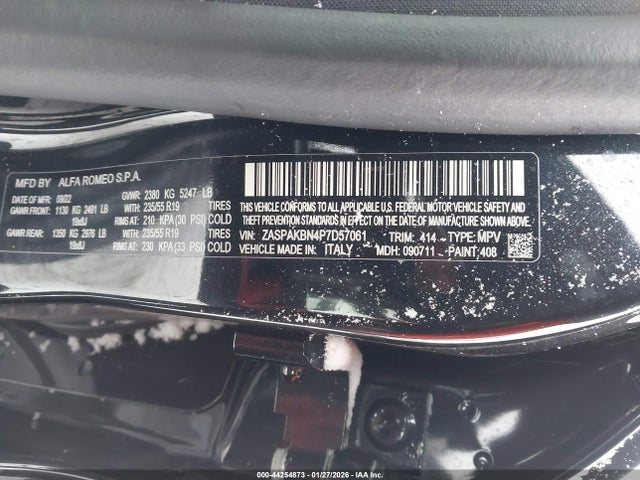 MFD BY ALFA ROMEO S.P.A.
DATE OF MFR: 09/22 GVWR: 2380 KG 5247 LB
GAWR FRONT: 1130 KG 2491 LB WITH: 235/55 R19 TIRES
19x8J RIMS AT: 210 KPA (30 PSI) COLD
GAWR REAR: 1350 KG 2976 LB WITH: 235/55 R19 TIRES
19x8J RIMS AT: 230 KPA (33 PSI) COLD
THIS VEHICLE CONFORMS TO ALL APPLICABLE U.S.A. FEDERAL MOTOR VEHICLE SAFETY AND
THEFT PREVENTION STANDARDS IN EFFECT ON THE DATE OF MANUFACTURE SHOWN ABOVE.
VIN: ZASPAKBN4P7D57061 TRIM: 414 TYPE: MPV
MADE IN: ITALY MDH: 090711 PAINT: 408
000-44254873 - 01/27/2026 - IAA Inc.